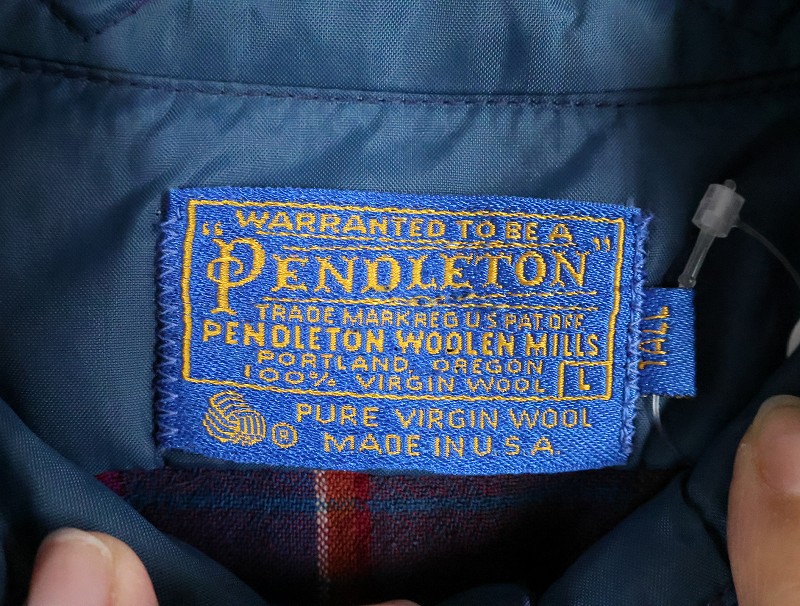 WARRANTED TO BE A
"PENDLETON"
TRADE MARK REG U.S. PAT. OFF.
PENDLETON WOOLEN MILLS
PORTLAND, OREGON
100% VIRGIN WOOL L
® PURE VIRGIN WOOL
MADE IN U.S.A.
TALL